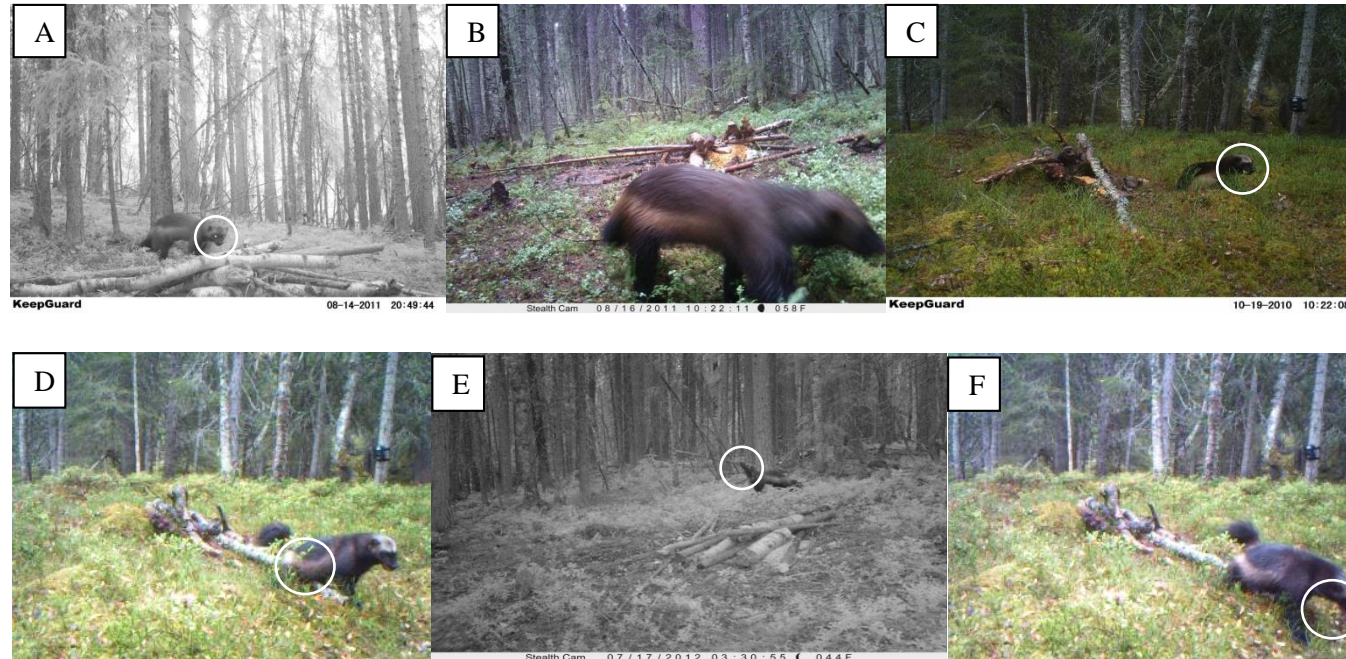 A
B
C
KeepGuard
08-14-2011 20:49:44
Stealth Cam 08/16/2011 10:22:11 058F
KeepGuard
10-19-2010 10:22:08
D
E
F
Stealth Cam 07/17/2012 03:30:55 044F